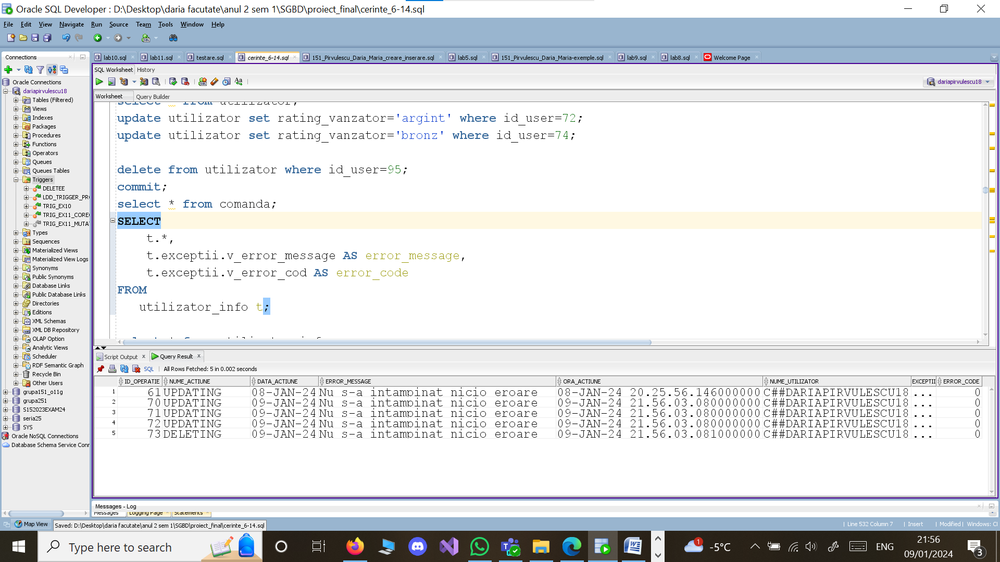 Oracle SQL Developer : D:\Desktop\daria facutate\anul 2 sem 1\SGBD\proiect_final\cerinte_6-14.sql
File Edit View Navigate Run Source Team Tools Window Help
Connections
lab10.sql lab11.sql testare.sql cerinte_6-14.sql 151_Pirvulescu_Daria_Maria_creare_inserare.sql lab5.sql 151_Pirvulescu_Daria_Maria-exemple.sql lab9.sql lab8.sql Welcome Page
SQL Worksheet History
dariapirvulescu18
Worksheet Query Builder
Oracle Connections
dariapirvulescu18
Tables (Filtered)
Views
Indexes
Packages
Procedures
Functions
Operators
Queues
Queues Tables
Triggers
DELETEE
LDD_TRIGGER_PR
TRIG_EX10
TRIG_EX11_CORE
TRIG_EX11_MUTA
Types
Sequences
Materialized Views
Materialized View Logs
Synonyms
Public Synonyms
Database Links
Public Database Links
Directories
Editions
XML Schemas
XML DB Repository
OLAP Option
Analytic Views
Scheduler
RDF Semantic Graph
Recycle Bin
Other Users
grupa151_o11g
grupa251
S152023EXAM24
seria25
SYS
Oracle NoSQL Connections
Database Schema Service Conn
select * from utilizator;
update utilizator set rating_vanzator='argint' where id_user=72;
update utilizator set rating_vanzator='bronz' where id_user=74;
delete from utilizator where id_user=95;
commit;
select * from comanda;
SELECT
t.*,
t.exceptii.v_error_message AS error_message,
t.exceptii.v_error_cod AS error_code
FROM
utilizator_info t;
Script Output x Query Result x
SQL | All Rows Fetched: 5 in 0.002 seconds
ID_OPERATIE NUME_ACTIUNE DATA_ACTIUNE ERROR_MESSAGE ORA_ACTIUNE NUME_UTILIZATOR EXCEPTII ERROR_CODE
1 61 UPDATING 08-JAN-24 Nu s-a intampinat nicio eroare 08-JAN-24 20.25.56.146000000 C##DARIAPIRVULESCU18 ... 0
2 70 UPDATING 09-JAN-24 Nu s-a intampinat nicio eroare 09-JAN-24 21.56.03.080000000 C##DARIAPIRVULESCU18 ... 0
3 71 UPDATING 09-JAN-24 Nu s-a intampinat nicio eroare 09-JAN-24 21.56.03.080000000 C##DARIAPIRVULESCU18 ... 0
4 72 UPDATING 09-JAN-24 Nu s-a intampinat nicio eroare 09-JAN-24 21.56.03.080000000 C##DARIAPIRVULESCU18 ... 0
5 73 DELETING 09-JAN-24 Nu s-a intampinat nicio eroare 09-JAN-24 21.56.03.081000000 C##DARIAPIRVULESCU18 ... 0
Messages - Log
Messages Logging Page Statements
Map View Saved: D:\Desktop\daria facutate\anul 2 sem 1\SGBD\proiect_final\cerinte_6-14.sql
| Line 532 Column 7 | Insert | Modified | Windows: Cl
Type here to search
1 -5°C ENG
21:56
09/01/2024
3